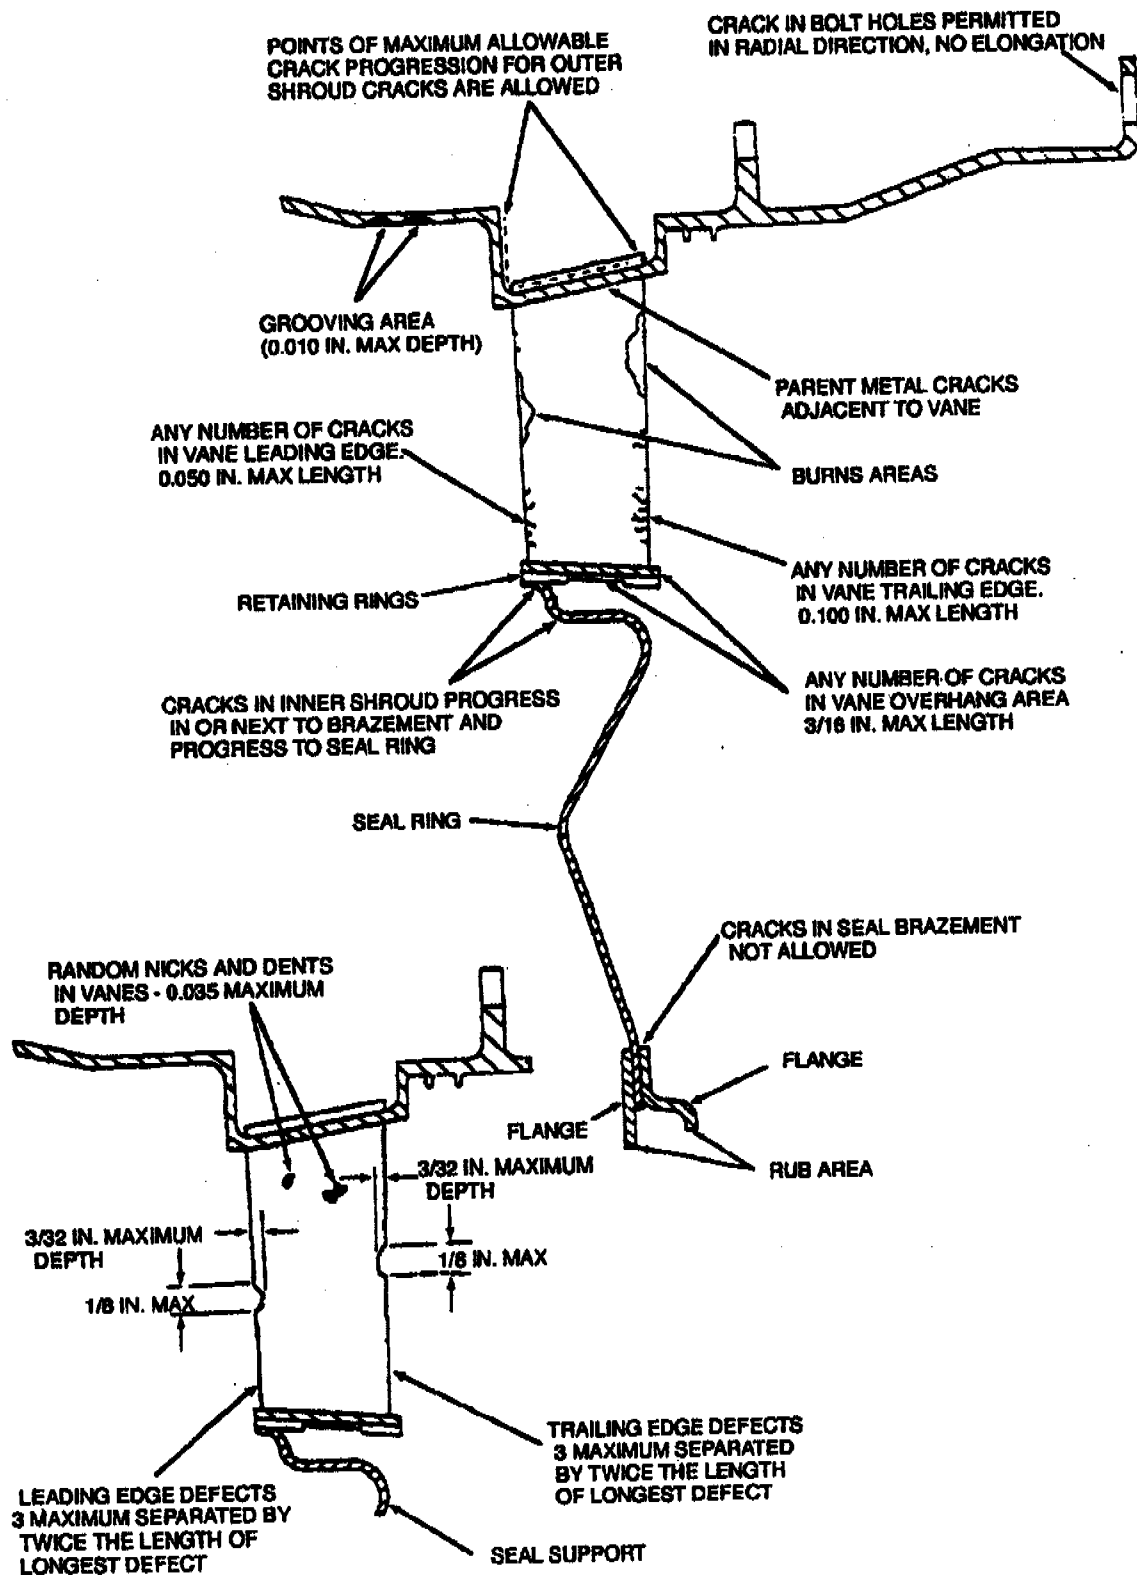 POINTS OF MAXIMUM ALLOWABLE
CRACK PROGRESSION FOR OUTER
SHROUD CRACKS ARE ALLOWED
CRACK IN BOLT HOLES PERMITTED
IN RADIAL DIRECTION, NO ELONGATION
GROOVING AREA
(0.010 IN. MAX DEPTH)
PARENT METAL CRACKS
ADJACENT TO VANE
ANY NUMBER OF CRACKS
IN VANE LEADING EDGE.
0.050 IN. MAX LENGTH
BURNS AREAS
RETAINING RINGS
ANY NUMBER OF CRACKS
IN VANE TRAILING EDGE.
0.100 IN. MAX LENGTH
CRACKS IN INNER SHROUD PROGRESS
IN OR NEXT TO BRAZEMENT AND
PROGRESS TO SEAL RING
ANY NUMBER OF CRACKS
IN VANE OVERHANG AREA
3/16 IN. MAX LENGTH
SEAL RING
CRACKS IN SEAL BRAZEMENT
NOT ALLOWED
RANDOM NICKS AND DENTS
IN VANES - 0.035 MAXIMUM
DEPTH
FLANGE
FLANGE
RUB AREA
3/32 IN. MAXIMUM
DEPTH
3/32 IN. MAXIMUM
DEPTH
1/8 IN. MAX
1/8 IN. MAX
TRAILING EDGE DEFECTS
3 MAXIMUM SEPARATED
BY TWICE THE LENGTH
OF LONGEST DEFECT
LEADING EDGE DEFECTS
3 MAXIMUM SEPARATED BY
TWICE THE LENGTH OF
LONGEST DEFECT
SEAL SUPPORT